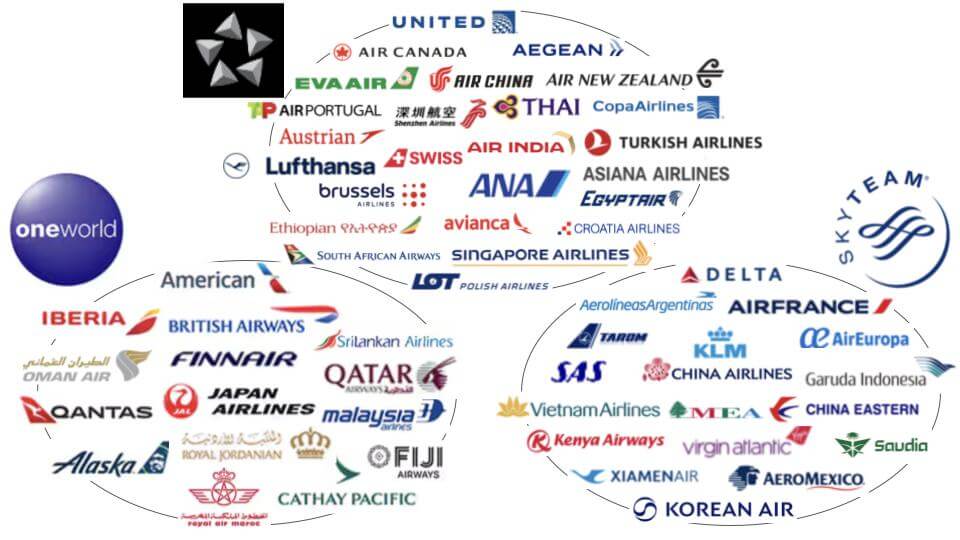 UNITED
AIR CANADA
AEGEAN
EVA AIR
AIR CHINA
AIR NEW ZEALAND
TP AIRPORTUGAL
深圳航空
Shenzhen Airlines
THAI
CopaAirlines
Austrian
SWISS
AIR INDIA
TURKISH AIRLINES
Lufthansa
brussels
AIRLINES
ANA
ASIANA AIRLINES
EGYPTAIR
Ethiopian የኢትዮጵያ
avianca
CROATIA AIRLINES
SOUTH AFRICAN AIRWAYS
SINGAPORE AIRLINES
LOT POLISH AIRLINES
oneworld
American
IBERIA
BRITISH AIRWAYS
SriLankan Airlines
الطيران العماني
OMAN AIR
FINNAIR
QATAR
AIRWAYS القطرية
QANTAS
JAL
JAPAN
AIRLINES
malaysia
airlines
Alaska
الملكية الأردنية
ROYAL JORDANIAN
FIJI
AIRWAYS
CATHAY PACIFIC
الخطوط الملكية المغربية
royal air maroc
SKYTEAM
DELTA
AerolíneasArgentinas
AIRFRANCE
TAROM
KLM
AirEuropa
SAS
CHINA AIRLINES
Garuda Indonesia
Vietnam Airlines
MEA
CHINA EASTERN
Kenya Airways
virgin atlantic
Saudia
XIAMENAIR
AEROMEXICO
KOREAN AIR